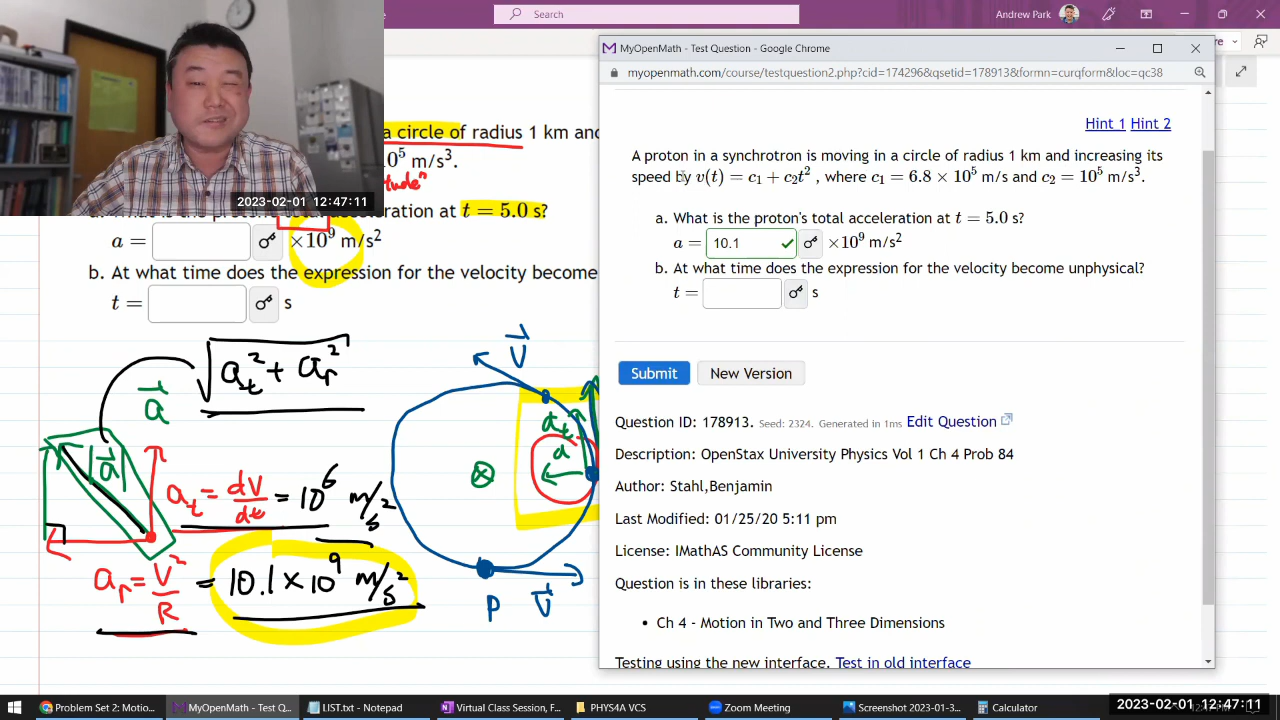 Search
Andrew Park
MyOpenMath - Test Question - Google Chrome
myopenmath.com/course/testquestion2.php?cid=174296&qsetid=178913&formn=curqform&loc=qc38
a circle of radius 1 km and
0⁵ m/s³.
2023-02-01 12:47:11
acceleration at t = 5.0 s?
a = ×10⁹ m/s²
b. At what time does the expression for the velocity become
t = s
Hint 1 Hint 2
A proton in a synchrotron is moving in a circle of radius 1 km and increasing its
speed by v(t) = c₁ + c₂t² , where c₁ = 6.8 × 10⁵ m/s and c₂ = 10⁵ m/s³.
a. What is the proton's total acceleration at t = 5.0 s?
a = 10.1 ×10⁹ m/s²
b. At what time does the expression for the velocity become unphysical?
t = s
Submit New Version
Question ID: 178913. Seed: 2324. Generated in 1ms Edit Question
Description: OpenStax University Physics Vol 1 Ch 4 Prob 84
Author: Stahl,Benjamin
Last Modified: 01/25/20 5:11 pm
License: IMathAS Community License
Question is in these libraries:
• Ch 4 - Motion in Two and Three Dimensions
Testing using the new interface. Test in old interface
√(aₜ² + aᵣ²)
a⃗
|a⃗|
aₜ = dV/dt = 10⁶ m/s²
aᵣ = V²/R = 10.1 × 10⁹ m/s²
V⃗
aₜ
a
⊗
P V⃗
Problem Set 2: Motio...
MyOpenMath - Test Q...
LIST.txt - Notepad
Virtual Class Session, F...
PHYS4A VCS
Zoom Meeting
Screenshot 2023-01-3...
Calculator
2023-02-01 12:47:11